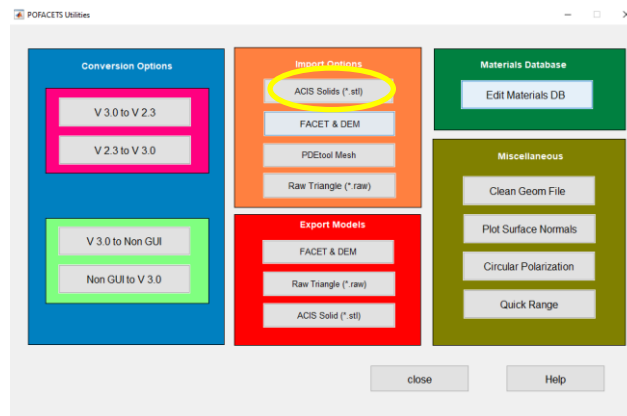 POFACETS Utilities
Conversion Options
V 3.0 to V 2.3
V 2.3 to V 3.0
V 3.0 to Non GUI
Non GUI to V 3.0
Import Options
ACIS Solids (*.stl)
FACET & DEM
PDEtool Mesh
Raw Triangle (*.raw)
Export Models
FACET & DEM
Raw Triangle (*.raw)
ACIS Solid (*.stl)
Materials Database
Edit Materials DB
Miscellaneous
Clean Geom File
Plot Surface Normals
Circular Polarization
Quick Range
close
Help